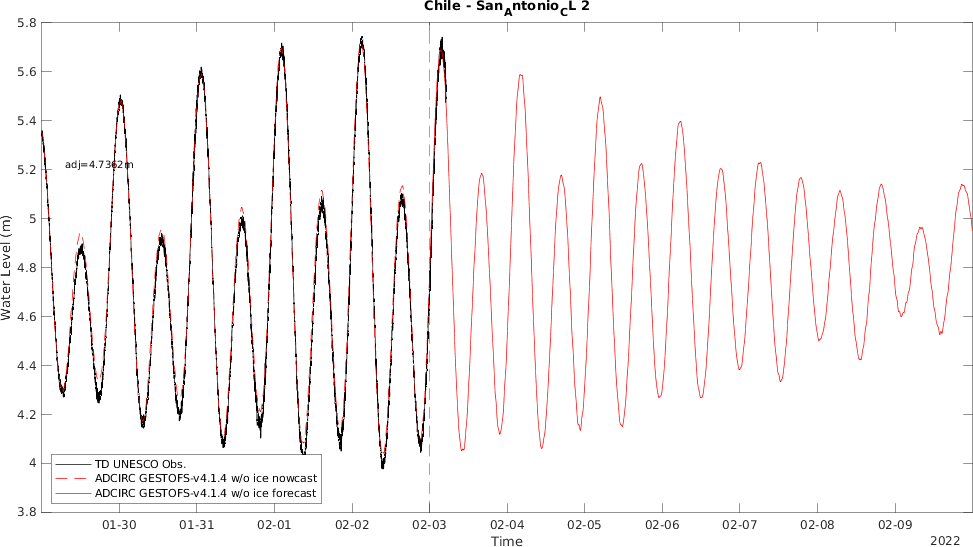 Chile - SanAntonioCL 2
5.8
5.6
5.4
5.2
5
4.8
4.6
4.4
4.2
4
3.8
Water Level (m)
adj=4.7362m
TD UNESCO Obs.
ADCIRC GESTOFS-v4.1.4 w/o ice nowcast
ADCIRC GESTOFS-v4.1.4 w/o ice forecast
01-30 01-31 02-01 02-02 02-03 02-04 02-05 02-06 02-07 02-08 02-09
Time
2022